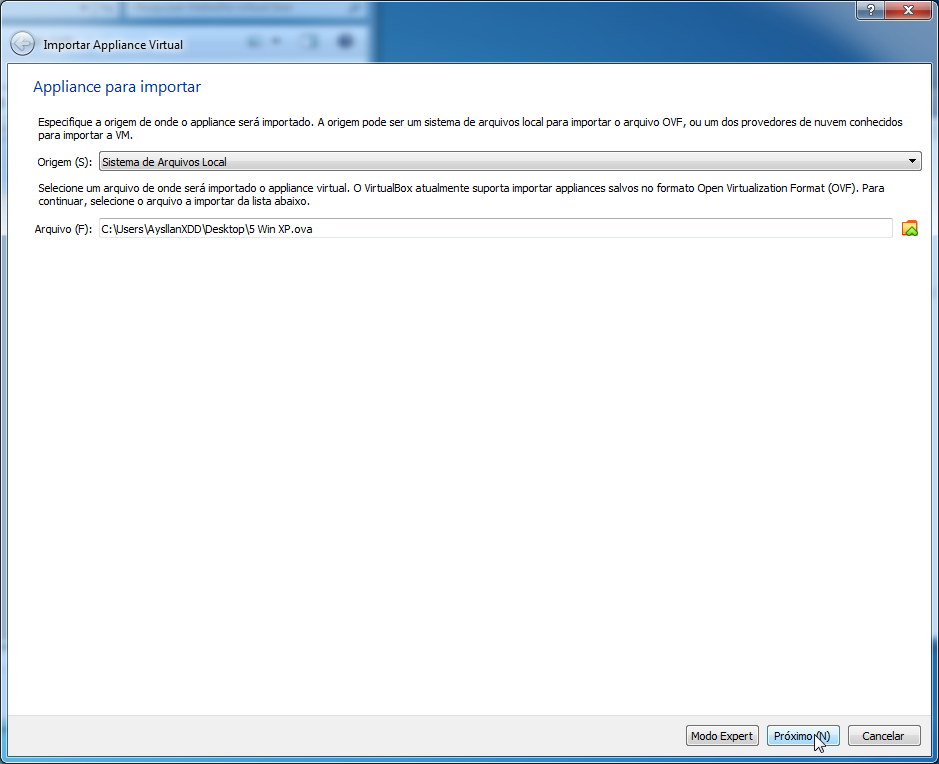 ?
Importar Appliance Virtual
Appliance para importar
Especifique a origem de onde o appliance será importado. A origem pode ser um sistema de arquivos local para importar o arquivo OVF, ou um dos provedores de nuvem conhecidos
para importar a VM.
Origem (S): Sistema de Arquivos Local
Selecione um arquivo de onde será importado o appliance virtual. O VirtualBox atualmente suporta importar appliances salvos no formato Open Virtualization Format (OVF). Para
continuar, selecione o arquivo a importar da lista abaixo.
Arquivo (F): C:\Users\AysllanXDD\Desktop\5 Win XP.ova
Modo Expert Próximo (N) Cancelar